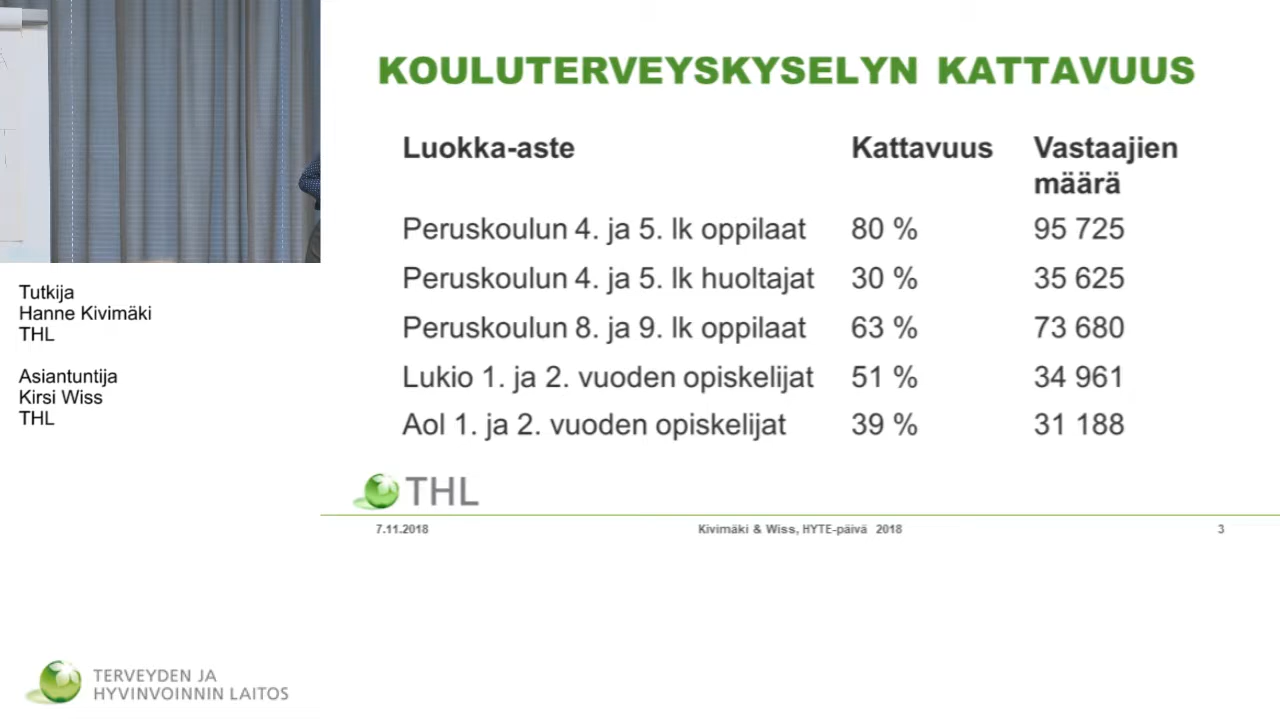 KOULUTERVEYSKYSELYN KATTAVUUS
Luokka-aste Kattavuus Vastaajien määrä
Peruskoulun 4. ja 5. lk oppilaat 80 % 95 725
Peruskoulun 4. ja 5. lk huoltajat 30 % 35 625
Peruskoulun 8. ja 9. lk oppilaat 63 % 73 680
Lukio 1. ja 2. vuoden opiskelijat 51 % 34 961
Aol 1. ja 2. vuoden opiskelijat 39 % 31 188
THL
7.11.2018 Kivimäki & Wiss, HYTE-päivä 2018 3
Tutkija
Hanne Kivimäki
THL
Asiantuntija
Kirsi Wiss
THL
TERVEYDEN JA
HYVINVOINNIN LAITOS